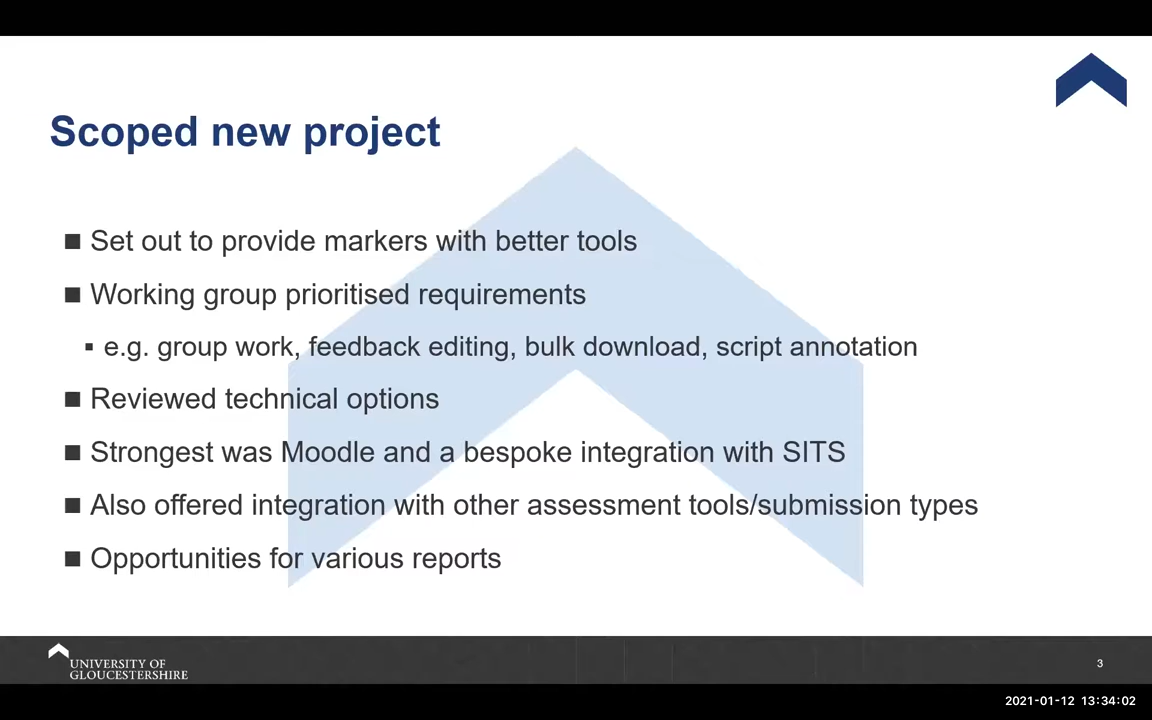 Scoped new project
■ Set out to provide markers with better tools
■ Working group prioritised requirements
▪ e.g. group work, feedback editing, bulk download, script annotation
■ Reviewed technical options
■ Strongest was Moodle and a bespoke integration with SITS
■ Also offered integration with other assessment tools/submission types
■ Opportunities for various reports
UNIVERSITY OF
GLOUCESTERSHIRE
3
2021-01-12 13:34:02